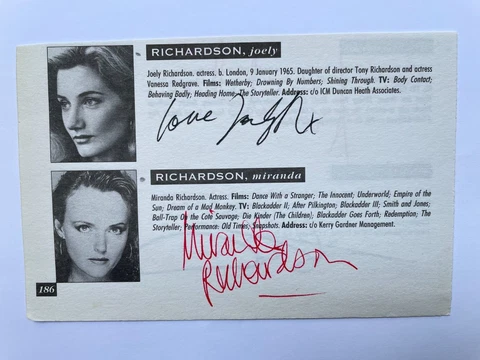 RICHARDSON, joely
Joely Richardson. actress. b. London, 9 January 1965. Daughter of director Tony Richardson and actress
Vanessa Redgrave. Films: Wetherby; Drowning By Numbers; Shining Through. TV: Body Contact;
Behaving Badly; Heading Home; The Storyteller. Address: c/o ICM Duncan Heath Associates.
love Joely R x
RICHARDSON, miranda
Miranda Richardson. Actress. Films: Dance With a Stranger; The Innocent; Underworld; Empire of the
Sun; Dream of a Mad Monkey. TV: Blackadder II; After Pilkington; Blackadder III; Smith and Jones;
Ball-Trap On the Coté Sauvage; Die Kinder (The Children); Blackadder Goes Forth; Redemption; The
Storyteller; Performance: Old Times; Snapshots. Address: c/o Kerry Gardner Management.
Miranda
Richardson
186